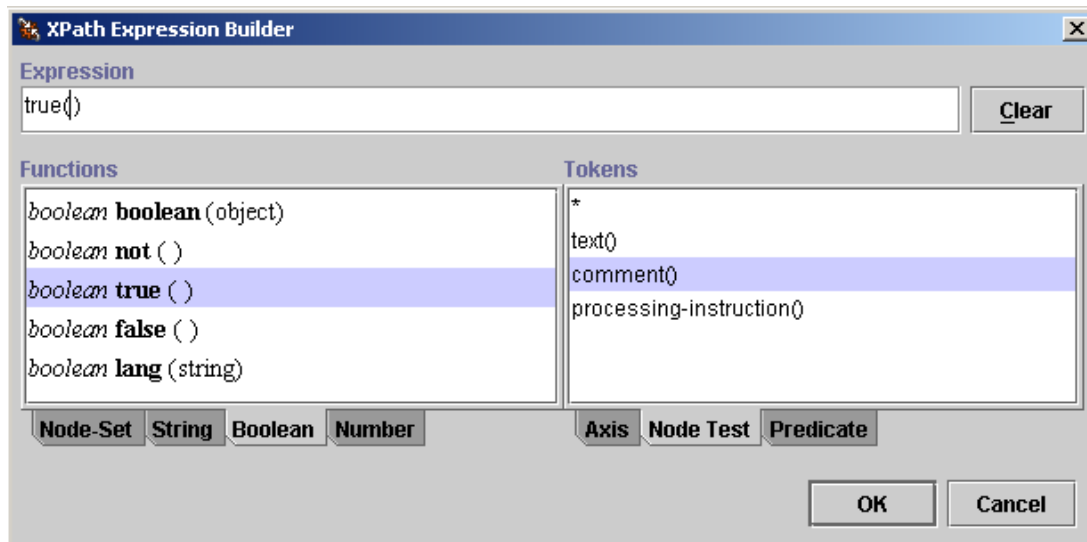 XPath Expression Builder
Expression
true()
Clear
Functions
boolean boolean (object)
boolean not ( )
boolean true ( )
boolean false ( )
boolean lang (string)
Node-Set String Boolean Number
Tokens
*
text()
comment()
processing-instruction()
Axis Node Test Predicate
OK Cancel